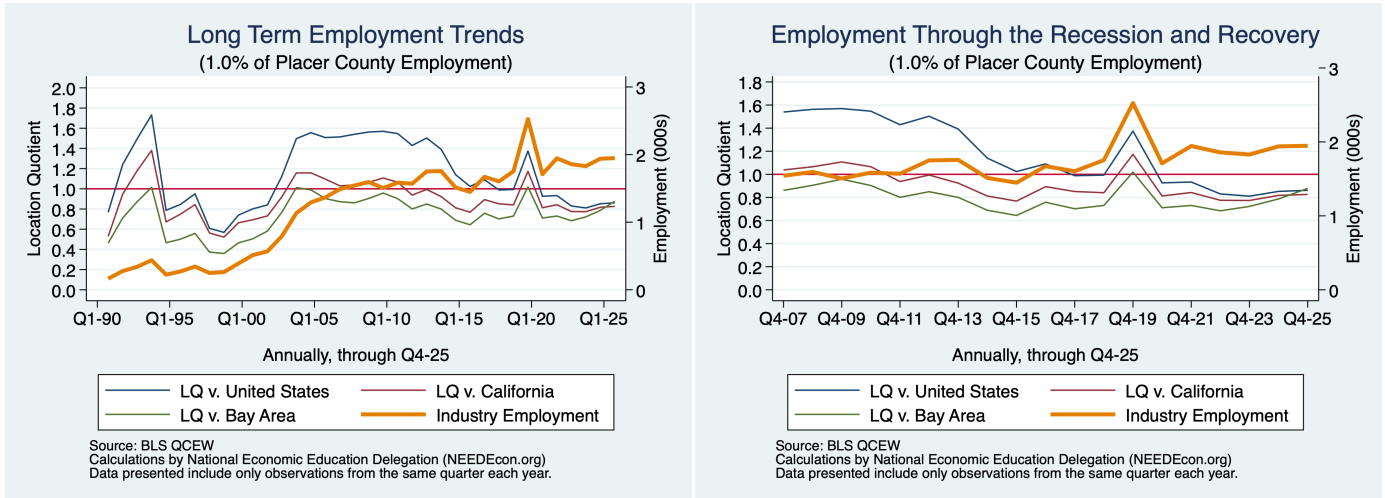 Long Term Employment Trends
(1.0% of Placer County Employment)
Location Quotient
2.0
1.8
1.6
1.4
1.2
1.0
0.8
0.6
0.4
0.2
0.0
3
2
1
0
Employment (000s)
Q1-90 Q1-95 Q1-00 Q1-05 Q1-10 Q1-15 Q1-20 Q1-25
Annually, through Q4-25
LQ v. United States LQ v. California
LQ v. Bay Area Industry Employment
Source: BLS QCEW
Calculations by National Economic Education Delegation (NEEDEcon.org)
Data presented include only observations from the same quarter each year.
Employment Through the Recession and Recovery
(1.0% of Placer County Employment)
Location Quotient
1.8
1.6
1.4
1.2
1.0
0.8
0.6
0.4
0.2
0.0
3
2
1
0
Employment (000s)
Q4-07 Q4-09 Q4-11 Q4-13 Q4-15 Q4-17 Q4-19 Q4-21 Q4-23 Q4-25
Annually, through Q4-25
LQ v. United States LQ v. California
LQ v. Bay Area Industry Employment
Source: BLS QCEW
Calculations by National Economic Education Delegation (NEEDEcon.org)
Data presented include only observations from the same quarter each year.